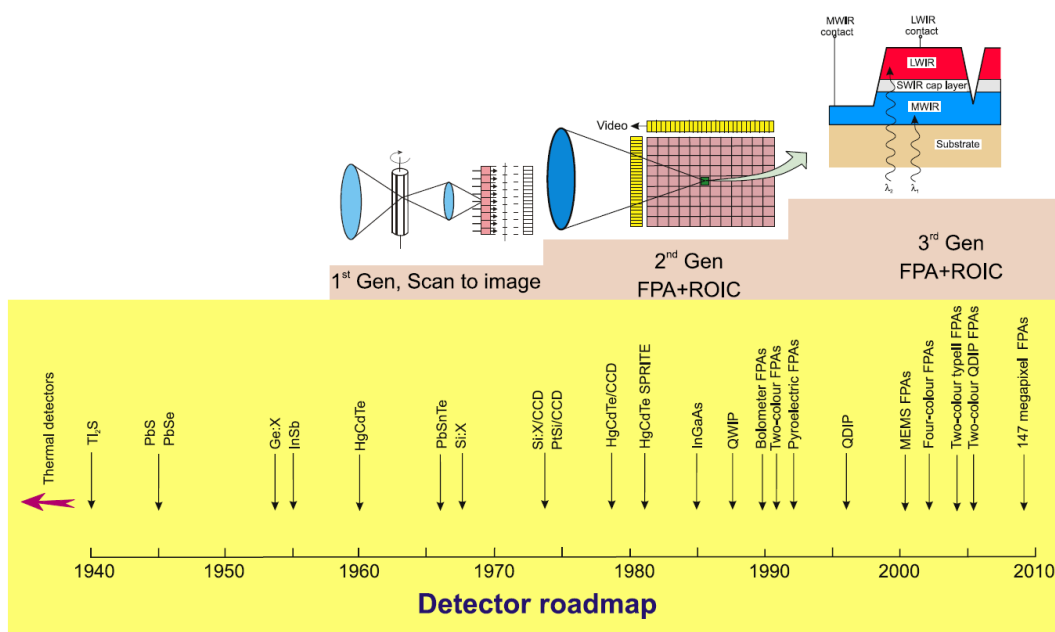 MWIR
contact
LWIR
contact
LWIR
SWIR cap layer
MWIR
Substrate
λ₂
λ₁
Video
1st Gen, Scan to image
2nd Gen
FPA+ROIC
3rd Gen
FPA+ROIC
Thermal detectors
Tl₂S
PbS
PbSe
Ge:X
InSb
HgCdTe
PbSnTe
Si:X
Si:X/CCD
PtSi/CCD
HgCdTe/CCD
HgCdTe SPRITE
InGaAs
QWIP
Bolometer FPAs
Two-colour FPAs
Pyroelectric FPAs
QDIP
MEMS FPAs
Four-colour FPAs
Two-colour typeII FPAs
Two-colour QDIP FPAs
147 megapixel FPAs
1940 1950 1960 1970 1980 1990 2000 2010
Detector roadmap